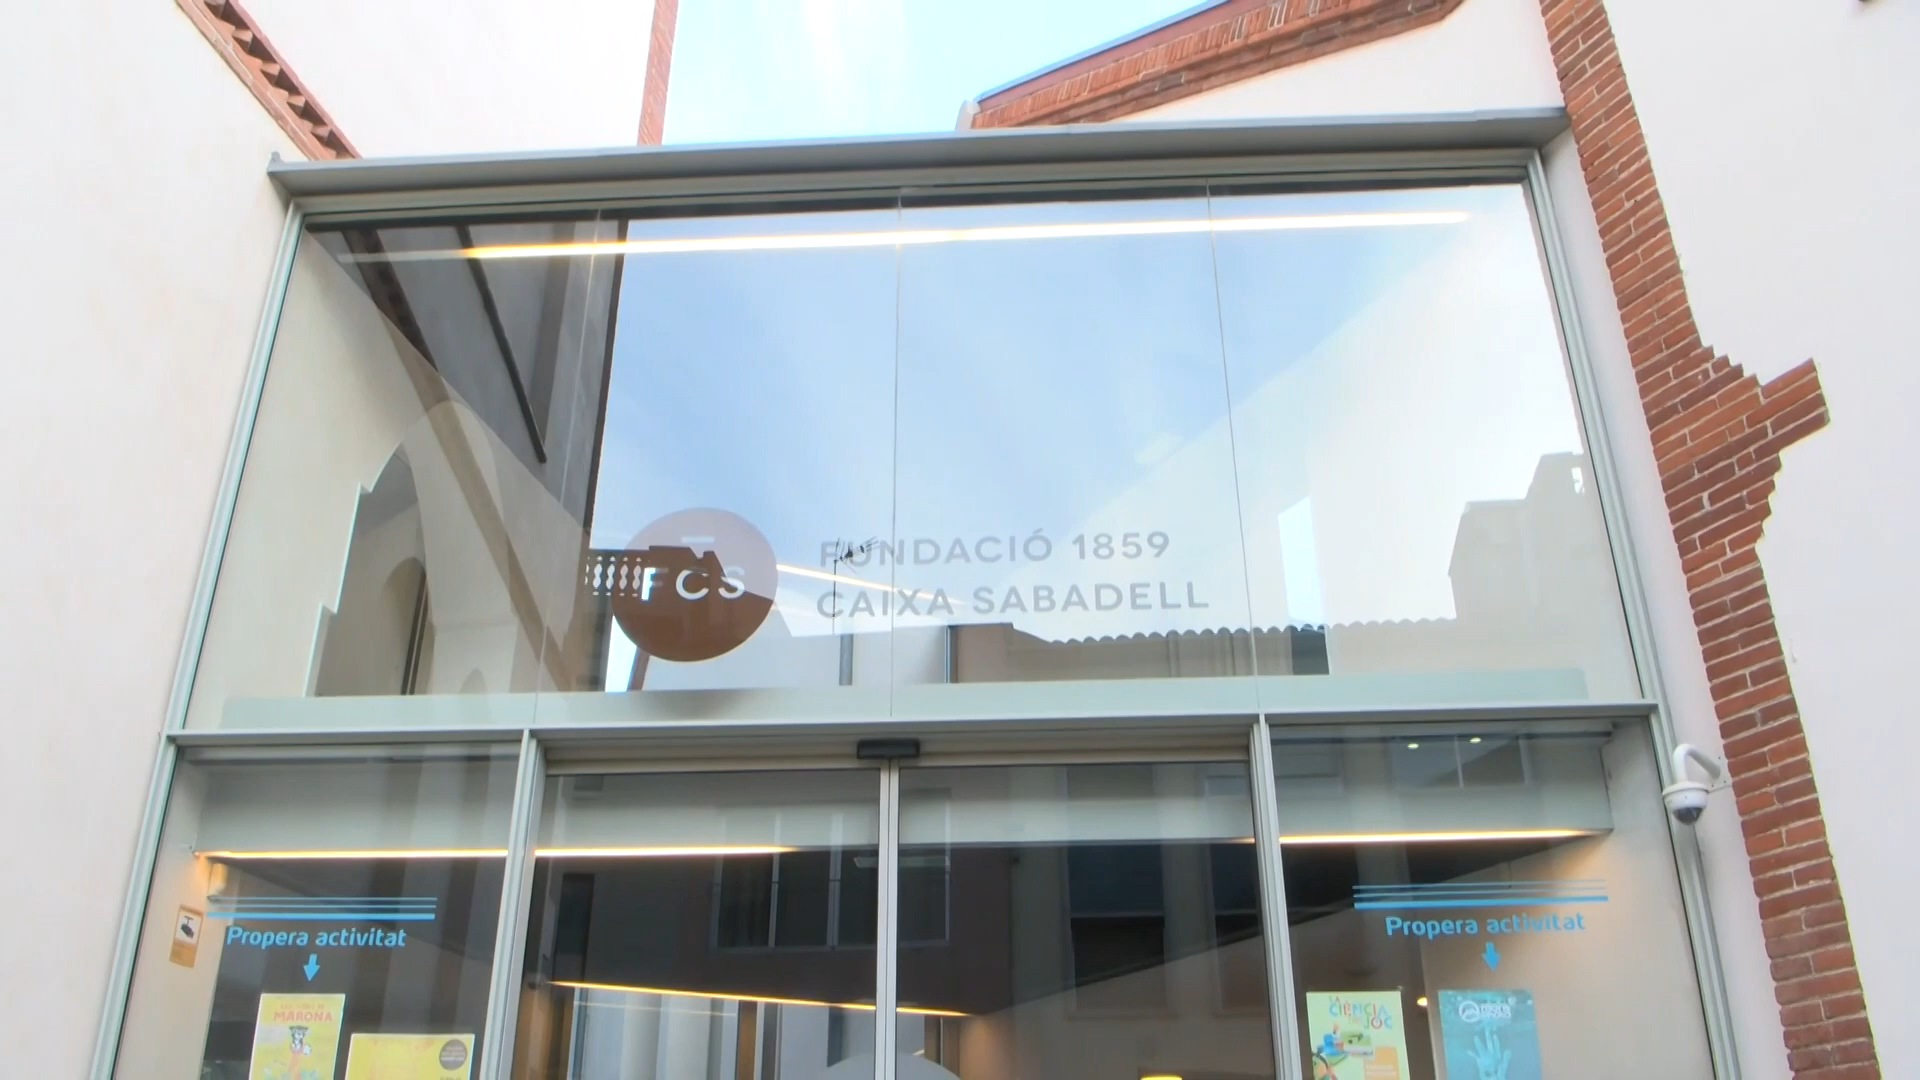 FCS
FUNDACIÓ 1859
CAIXA SABADELL
Propera activitat
Propera activitat
MARONA
LA
CIÈNCIA
JOC